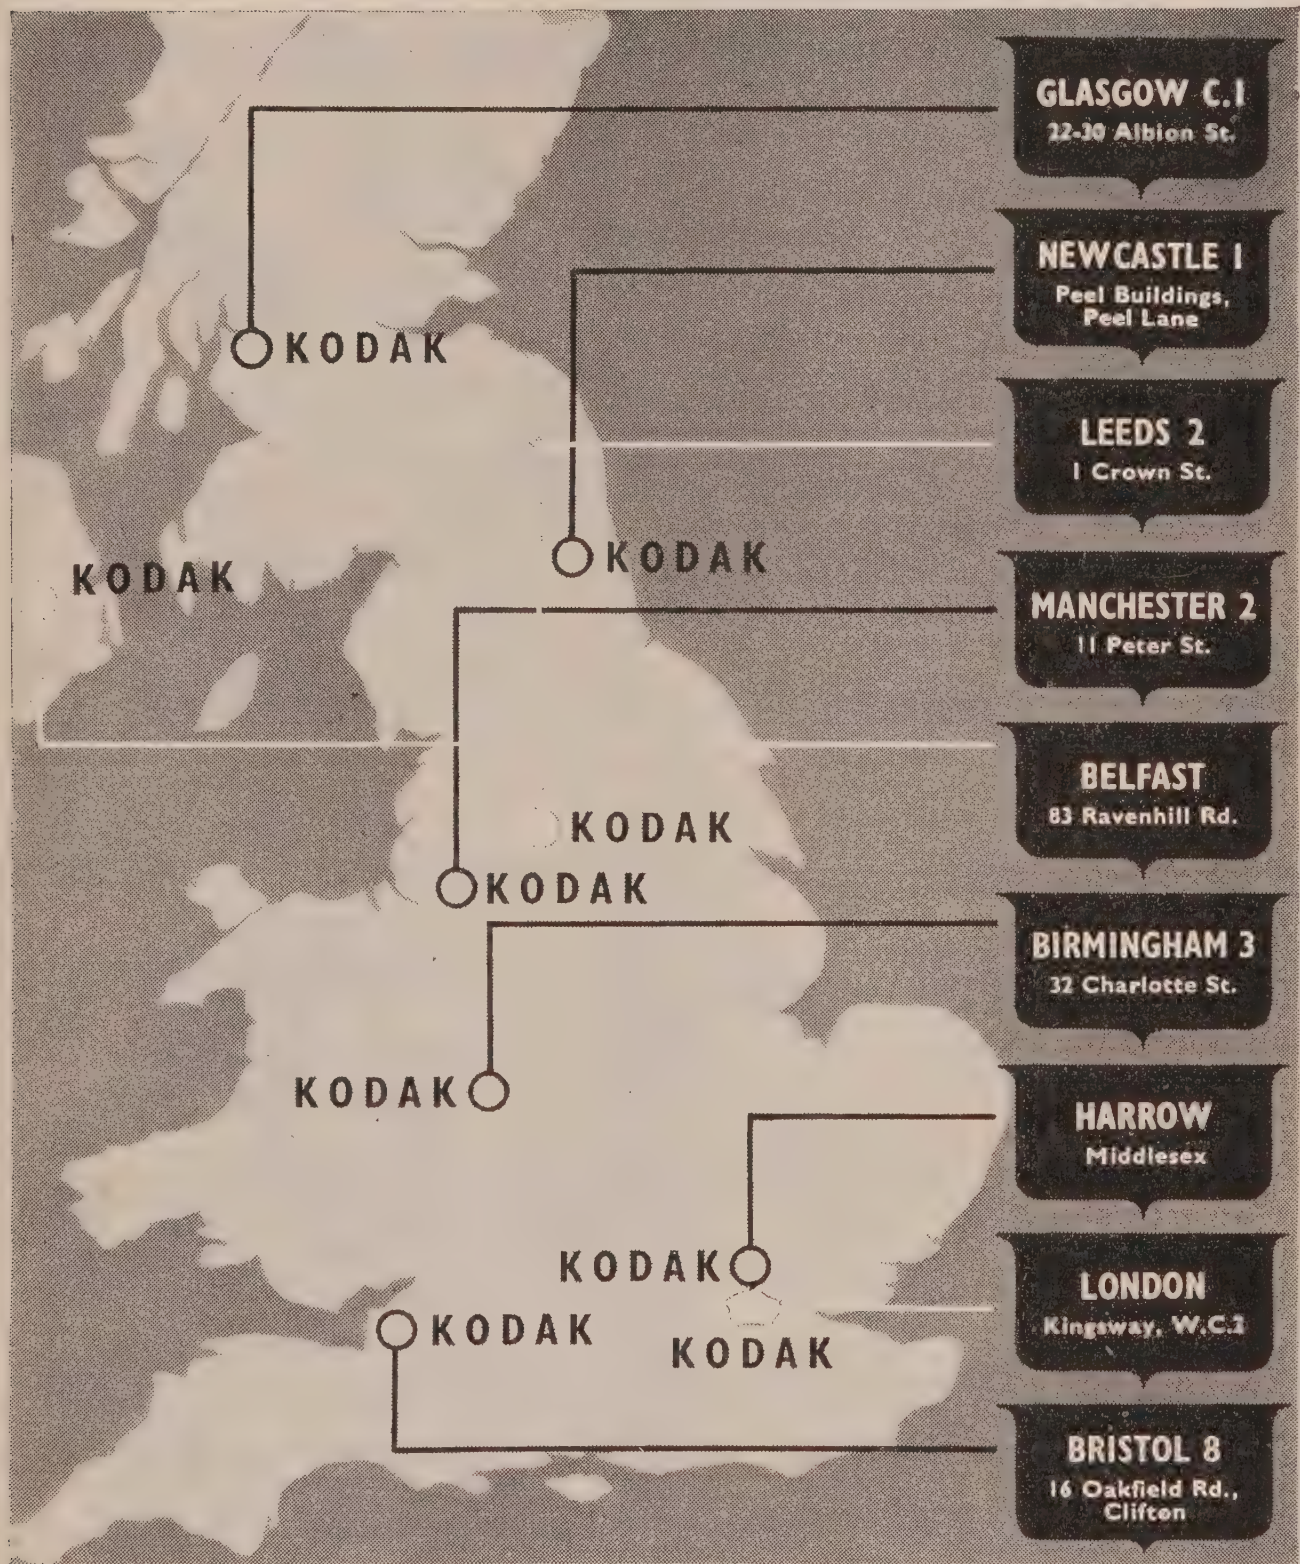 GLASGOW C.1
22-30 Albion St.
NEWCASTLE 1
Peel Buildings,
Peel Lane
KODAK
LEEDS 2
1 Crown St.
KODAK
KODAK
MANCHESTER 2
11 Peter St.
BELFAST
83 Ravenhill Rd.
KODAK
KODAK
BIRMINGHAM 3
32 Charlotte St.
KODAK
HARROW
Middlesex
KODAK
LONDON
Kingsway, W.C.2
KODAK
KODAK
BRISTOL 8
16 Oakfield Rd.,
Clifton